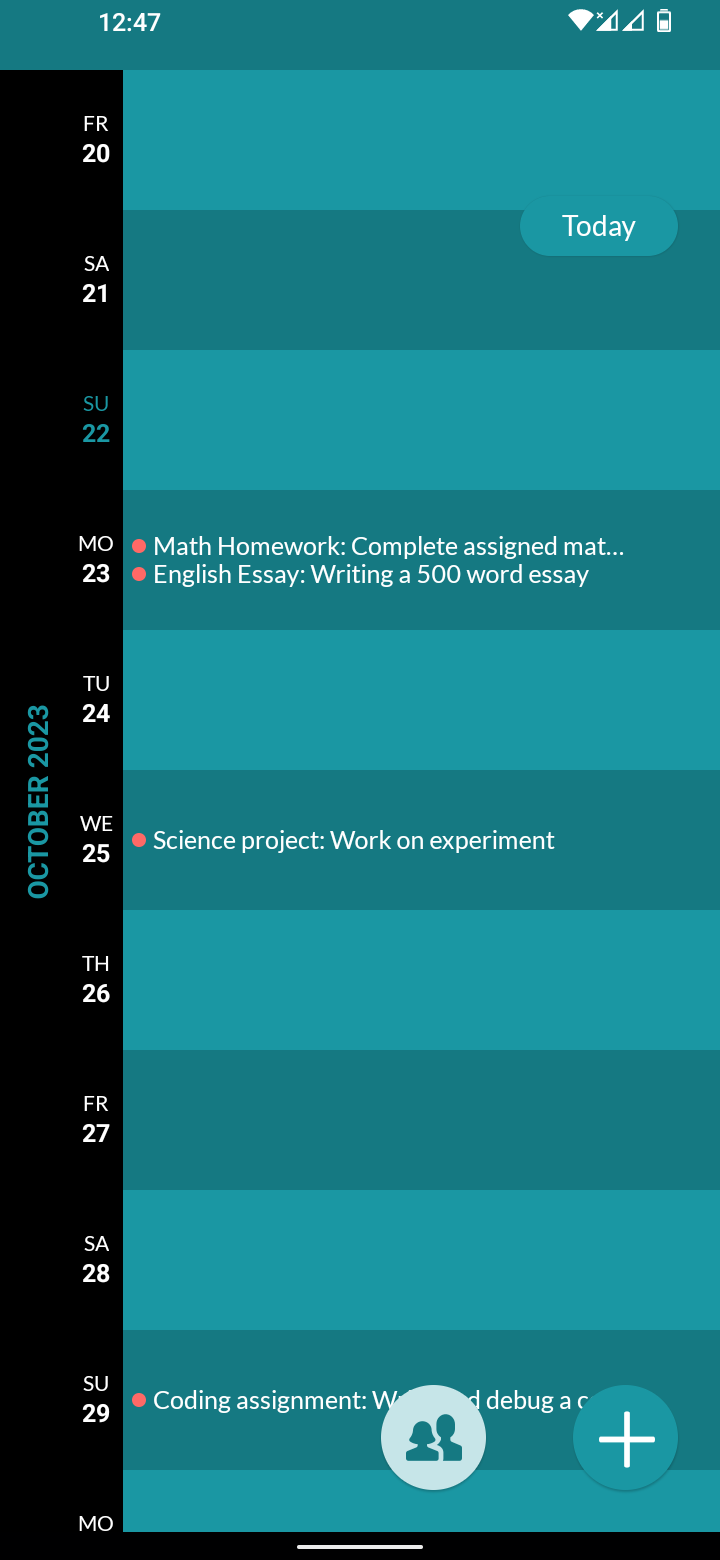 12:47
FR
20
Today
SA
21
SU
22
MO
23
Math Homework: Complete assigned mat...
English Essay: Writing a 500 word essay
TU
24
OCTOBER 2023
WE
25
Science project: Work on experiment
TH
26
FR
27
SA
28
SU
29
Coding assignment: debug a
MO